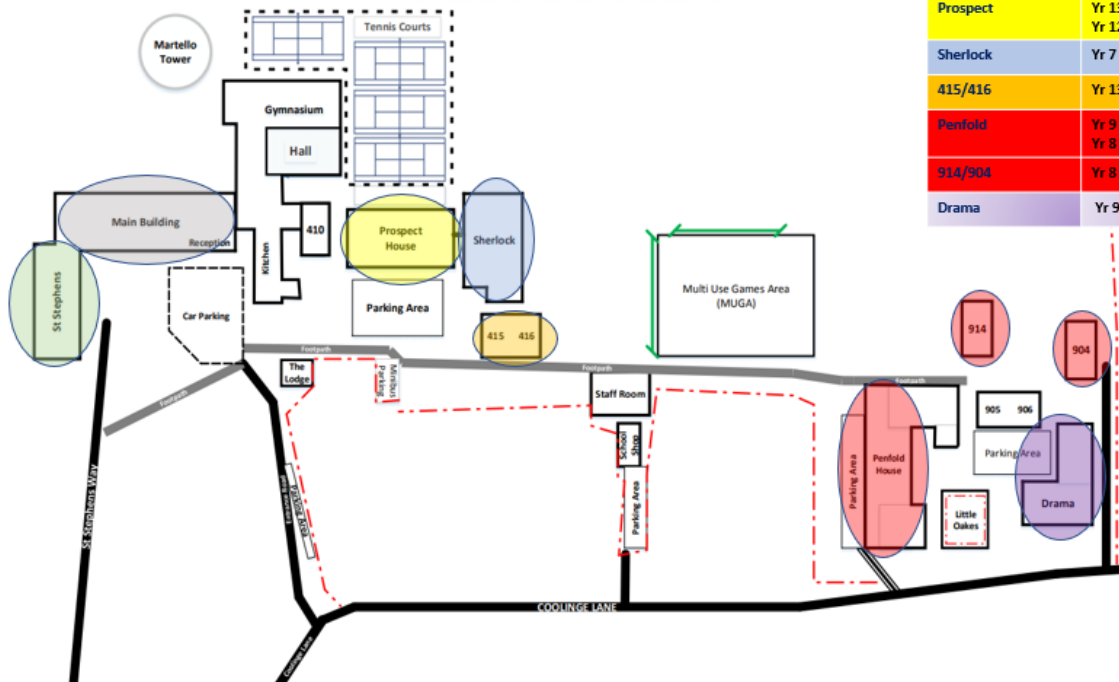 Prospect
Yr 13
Yr 12
Sherlock
Yr 7
415/416
Yr 13
Penfold
Yr 9
Yr 8
914/904
Yr 8
Drama
Yr 9
Martello
Tower
Tennis Courts
Gymnasium
Hall
Main Building
Reception
410
Kitchen
Prospect
House
Sherlock
St Stephens
Car Parking
Parking Area
415 416
Multi Use Games Area
(MUGA)
914
904
Footpath
Footpath
Footpath
Footpath
The
Lodge
Minibus
Parking
Staff Room
School
Shop
Parking Area
Parking Area
Parking Area
Penfold
House
905 906
Parking Area
Little
Oakes
Drama
St Stephens Way
COOLINGE LANE
Coolinge Lane